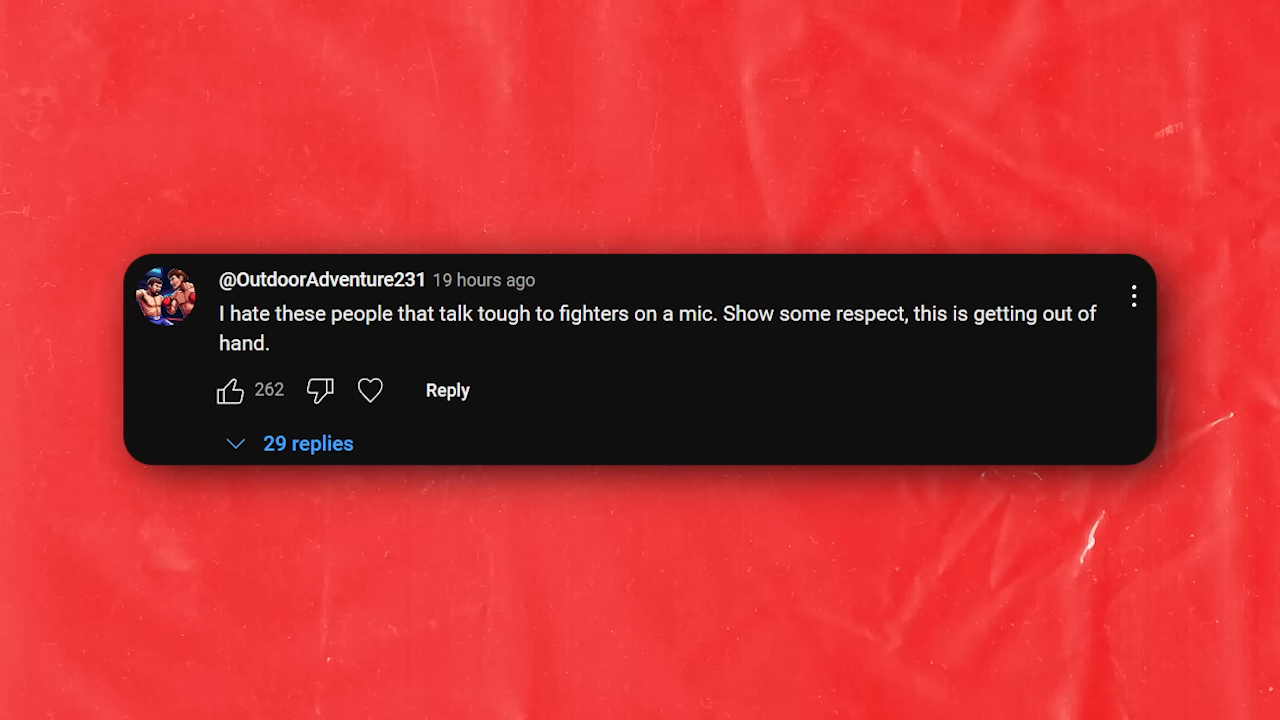 @OutdoorAdventure231 19 hours ago
I hate these people that talk tough to fighters on a mic. Show some respect, this is getting out of
hand.
262
Reply
29 replies